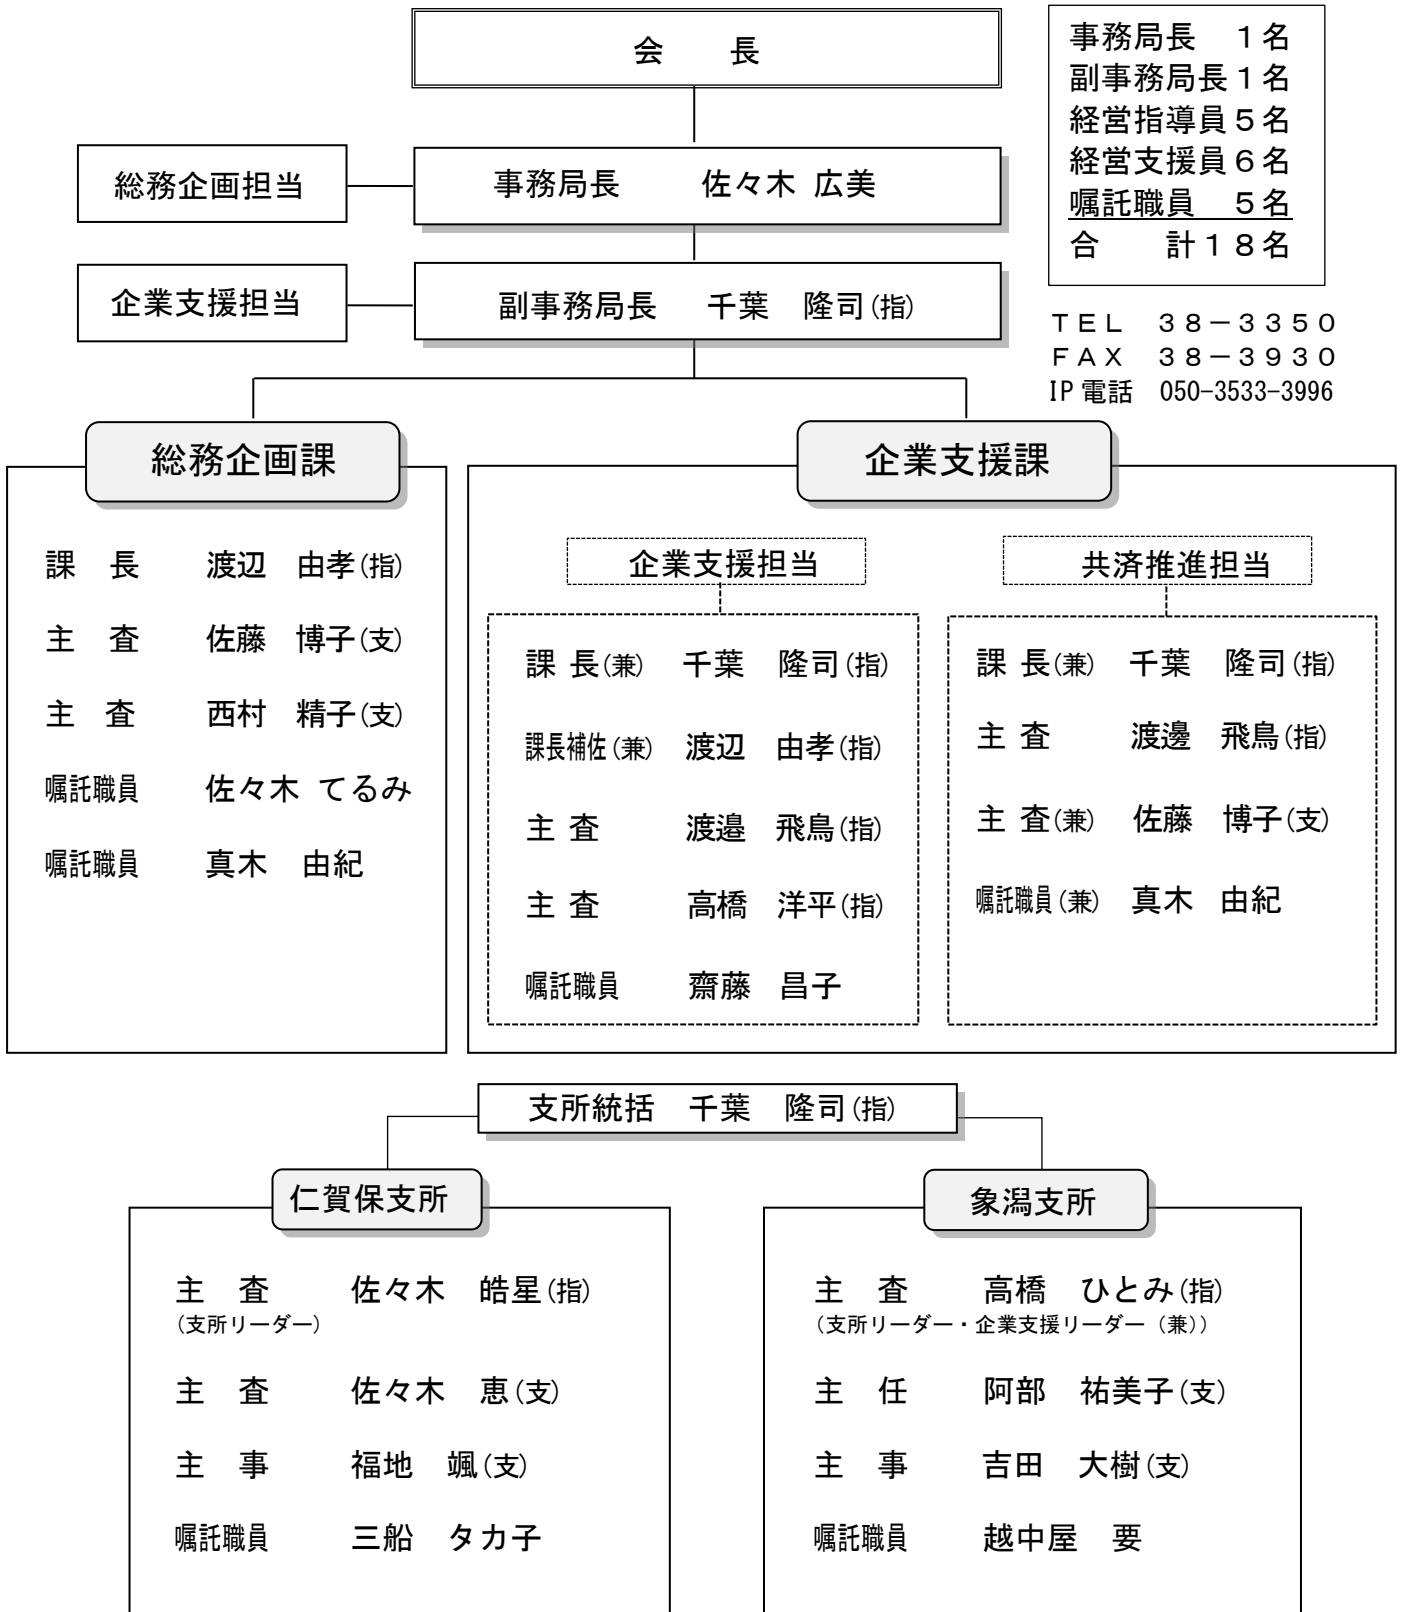 会　　長
事務局長　1名
副事務局長1名
経営指導員5名
経営支援員6名
嘱託職員　5名
合　　計18名
総務企画担当
事務局長　　佐々木 広美
企業支援担当
副事務局長　千葉　隆司(指)
TEL　38－3350
FAX　38－3930
IP電話　050-3533-3996
総務企画課
課　長　渡辺　由孝(指)
主　査　佐藤　博子(支)
主　査　西村　精子(支)
嘱託職員　佐々木 てるみ
嘱託職員　真木　由紀
企業支援課
企業支援担当
課 長(兼)　千葉　隆司(指)
課長補佐(兼)　渡辺　由孝(指)
主 査　渡邉　飛鳥(指)
主 査　高橋　洋平(指)
嘱託職員　齋藤　昌子
共済推進担当
課 長(兼)　千葉　隆司(指)
主 査　渡邊　飛鳥(指)
主 査(兼)　佐藤　博子(支)
嘱託職員(兼)　真木　由紀
支所統括　千葉　隆司(指)
仁賀保支所
主　査　佐々木　皓星(指)
(支所リーダー)
主　査　佐々木　恵(支)
主　事　福地　颯(支)
嘱託職員　三船　タカ子
象潟支所
主　査　高橋　ひとみ(指)
(支所リーダー・企業支援リーダー（兼）)
主　任　阿部　祐美子(支)
主　事　吉田　大樹(支)
嘱託職員　越中屋　要